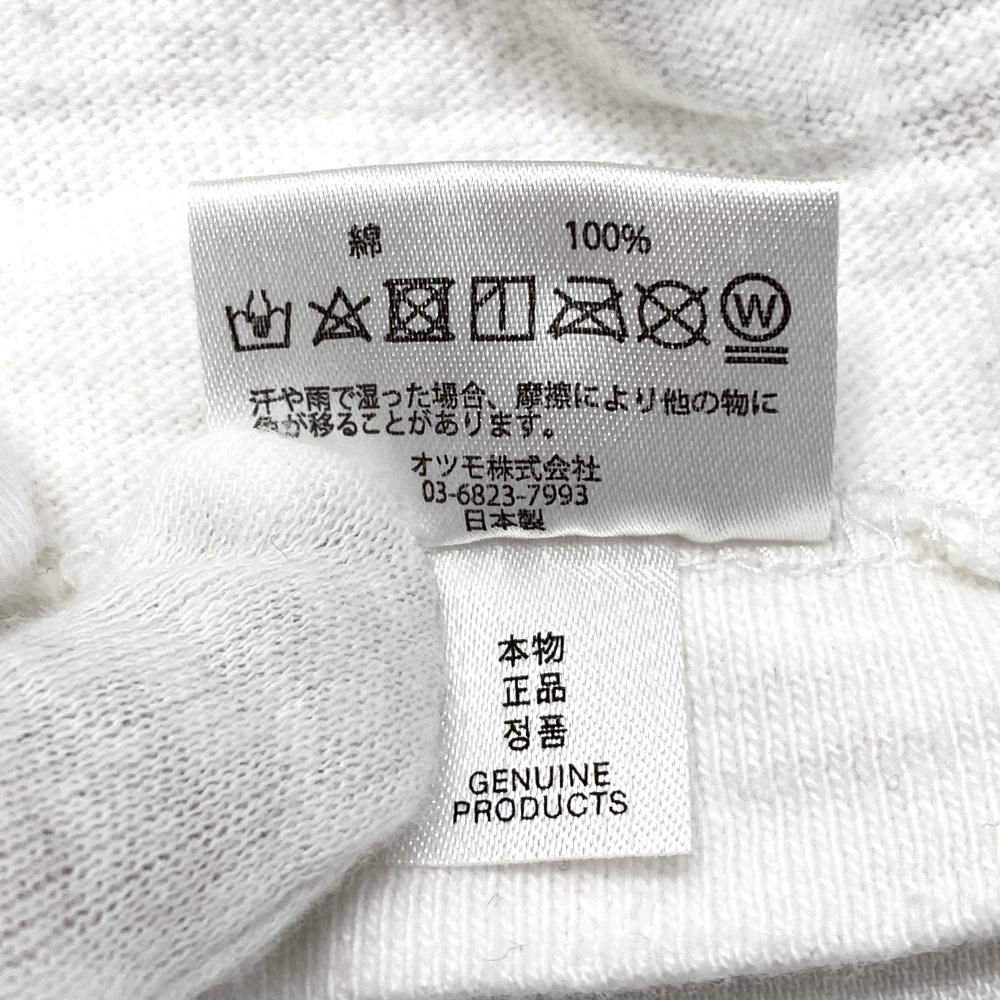 綿 100%
W
汗や雨で湿った場合、摩擦により他の物に
色が移ることがあります。
オツモ株式会社
03-6823-7993
日本製
本物
正品
정품
GENUINE
PRODUCTS